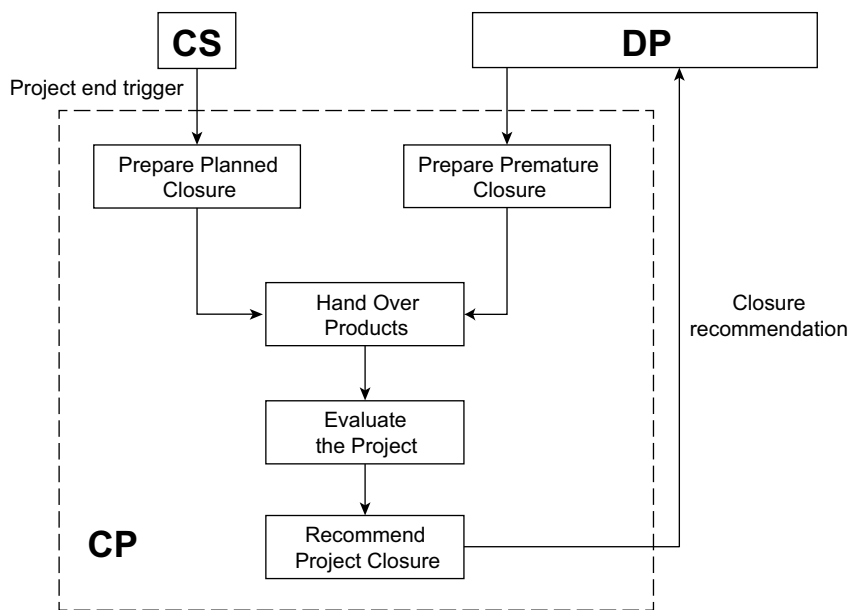 CS
DP
Project end trigger
Prepare Planned
Closure
Prepare Premature
Closure
Hand Over
Products
Closure
recommendation
Evaluate
the Project
CP
Recommend
Project Closure